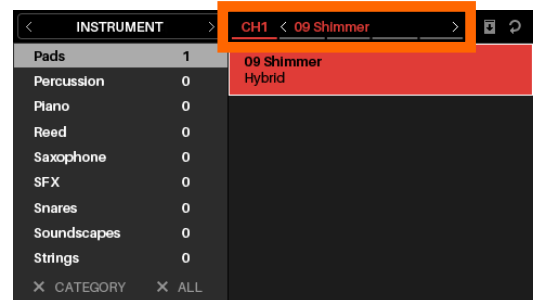 INSTRUMENT
CH1 09 Shimmer
Pads 1
Percussion 0
Piano 0
Reed 0
Saxophone 0
SFX 0
Snares 0
Soundscapes 0
Strings 0
X CATEGORY X ALL
09 Shimmer
Hybrid